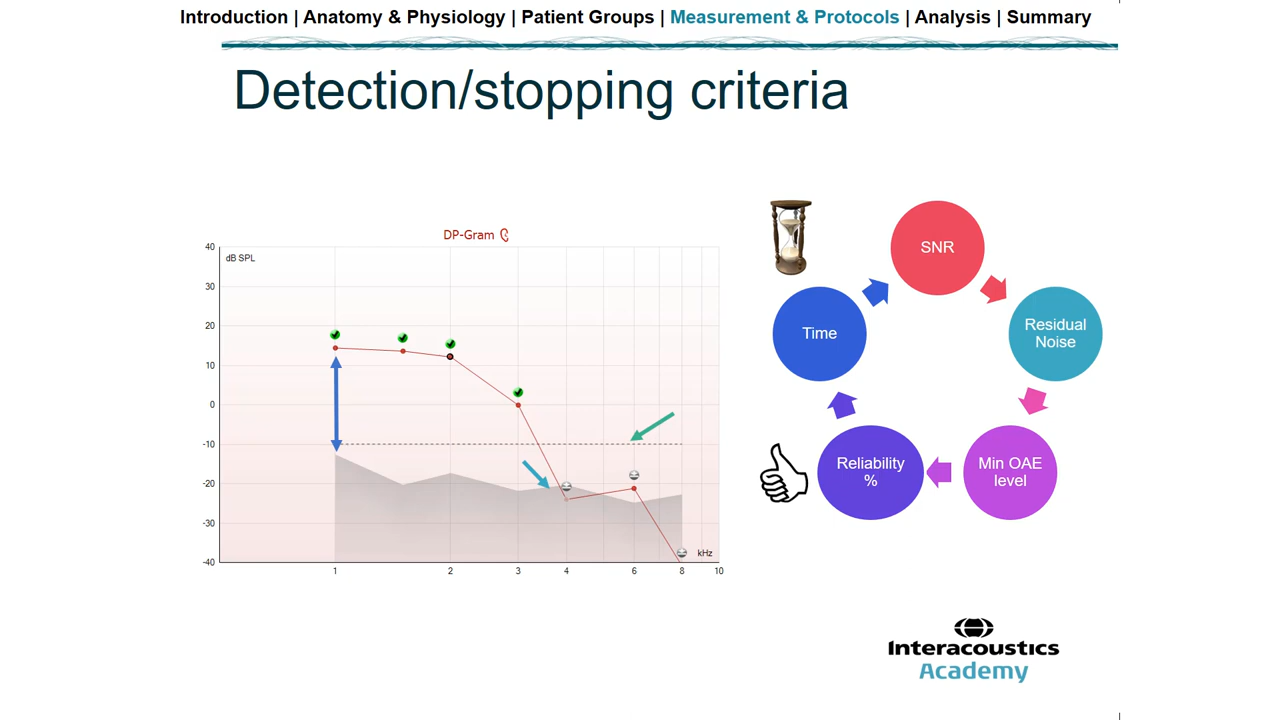 Introduction | Anatomy & Physiology | Patient Groups | Measurement & Protocols | Analysis | Summary
Detection/stopping criteria
DP-Gram
dB SPL
40
30
20
10
0
-10
-20
-30
-40
kHz
1 2 3 4 6 8 10
SNR
Residual
Noise
Min OAE
level
Reliability
%
Time
Interacoustics
Academy